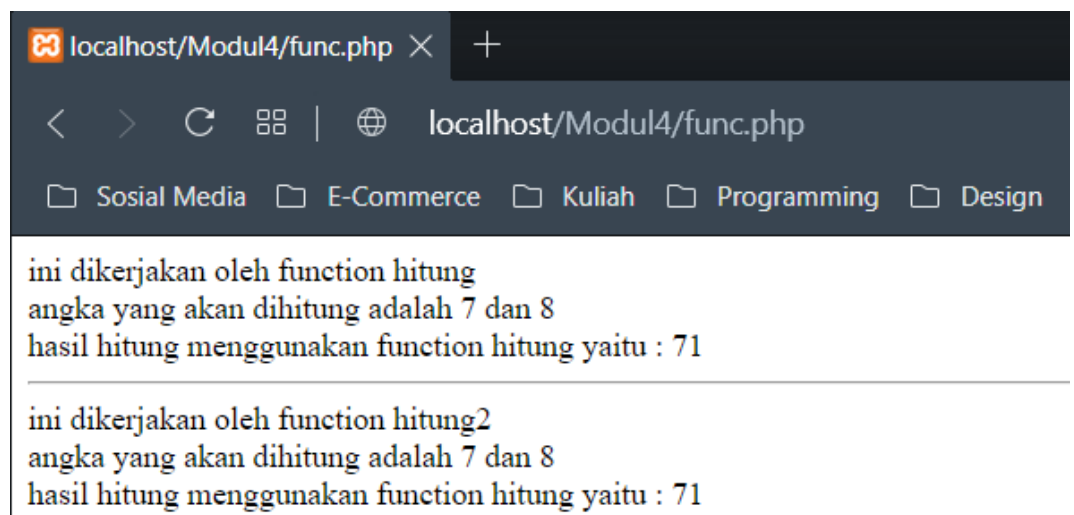 localhost/Modul4/func.php
localhost/Modul4/func.php
Sosial Media E-Commerce Kuliah Programming Design
ini dikerjakan oleh function hitung
angka yang akan dihitung adalah 7 dan 8
hasil hitung menggunakan function hitung yaitu : 71
ini dikerjakan oleh function hitung2
angka yang akan dihitung adalah 7 dan 8
hasil hitung menggunakan function hitung yaitu : 71